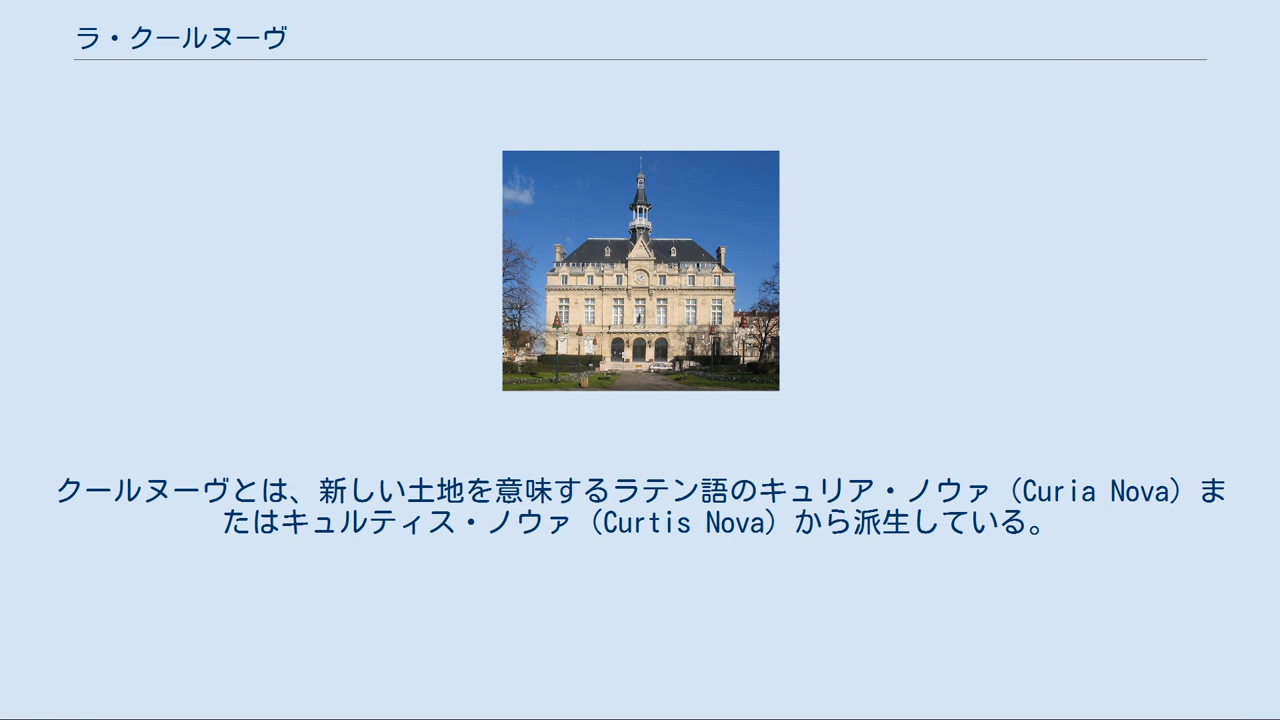 ラ・クールヌーヴ
クールヌーヴとは、新しい土地を意味するラテン語のキュリア・ノウァ（Curia Nova）ま
たはキュルティス・ノウァ（Curtis Nova）から派生している。